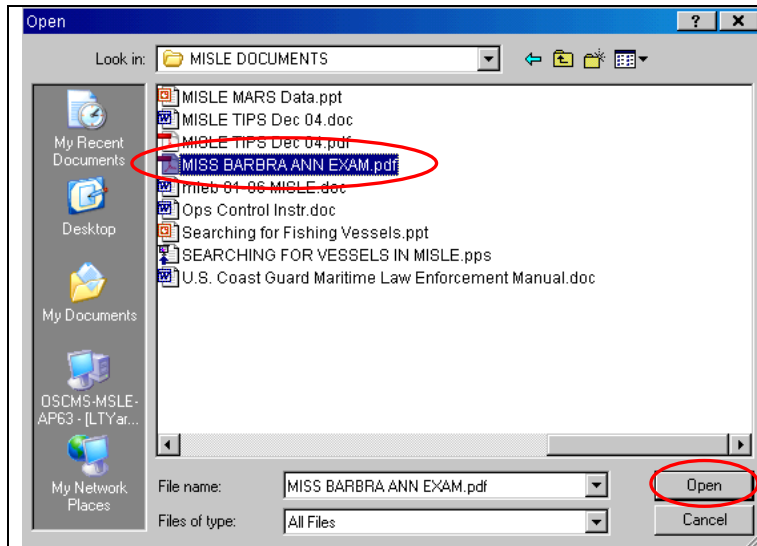 Open
Look in:
MISLE DOCUMENTS
My Recent
Documents
Desktop
My Documents
OSCMS-MSLE-
AP63 - [LTYar...
My Network
Places
MISLE MARS Data.ppt
MISLE TIPS Dec 04.doc
MISLE TIPS Dec 04.pdf
MISS BARBRA ANN EXAM.pdf
mieb 01-06 MISLE.doc
Ops Control Instr.doc
Searching for Fishing Vessels.ppt
SEARCHING FOR VESSELS IN MISLE.pps
U.S. Coast Guard Maritime Law Enforcement Manual.doc
File name:
MISS BARBRA ANN EXAM.pdf
Open
Files of type:
All Files
Cancel